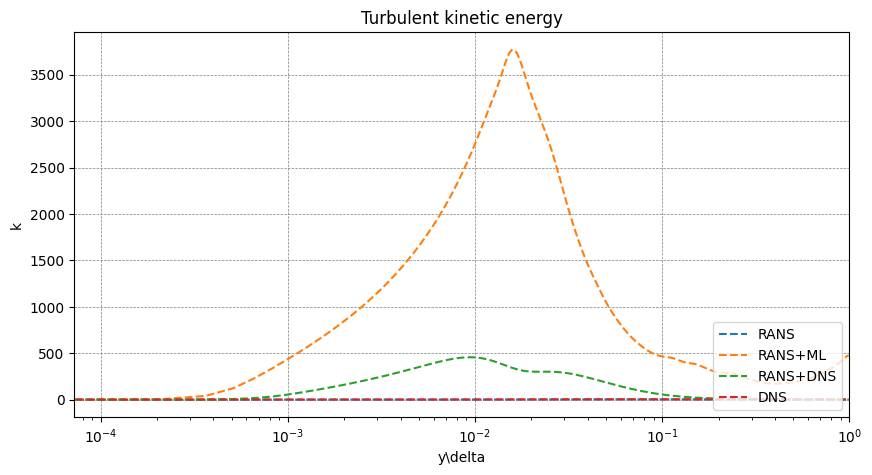 Turbulent kinetic energy
k
3500
3000
2500
2000
1500
1000
500
0
RANS
RANS+ML
RANS+DNS
DNS
10⁻⁴
10⁻³
10⁻²
10⁻¹
10⁰
y\delta